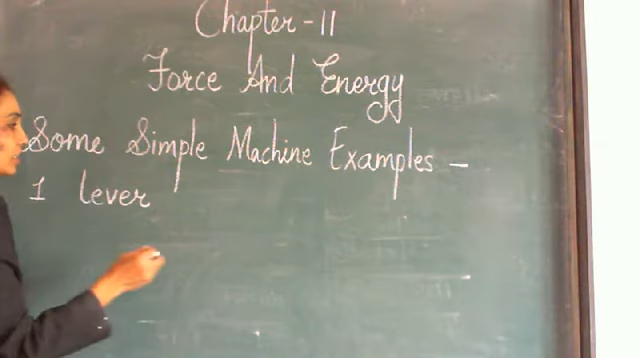 Chapter - 11
Force And Energy
Some Simple Machine Examples -
1 lever